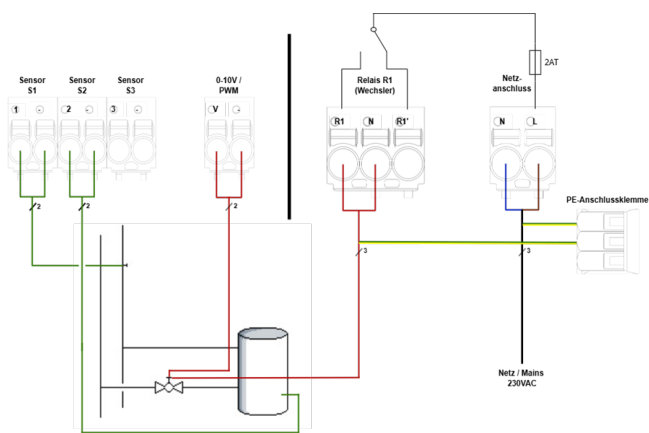 2AT
Sensor
S1
Sensor
S2
Sensor
S3
0-10V /
PWM
Relais R1
(Wechsler)
Netz-
anschluss
1
-
2
-
3
-
V
-
R1
N
R1'
N
L
PE-Anschlussklemme
2
2
2
3
3
Netz / Mains
230VAC